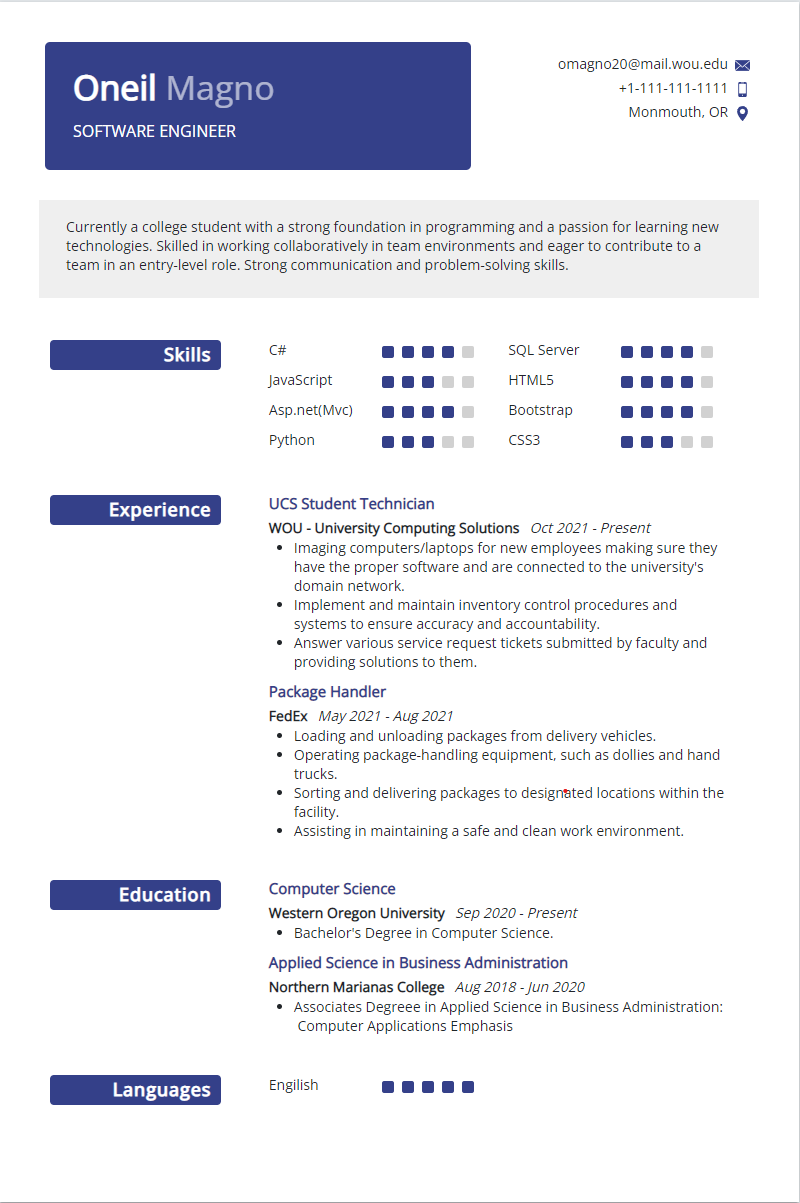 Oneil Magno
SOFTWARE ENGINEER
omagno20@mail.wou.edu
+1-111-111-1111
Monmouth, OR
Currently a college student with a strong foundation in programming and a passion for learning new
technologies. Skilled in working collaboratively in team environments and eager to contribute to a
team in an entry-level role. Strong communication and problem-solving skills.
Skills
C#
SQL Server
JavaScript
HTML5
Asp.net(Mvc)
Bootstrap
Python
CSS3
Experience
UCS Student Technician
WOU - University Computing Solutions Oct 2021 - Present
• Imaging computers/laptops for new employees making sure they
have the proper software and are connected to the university's
domain network.
• Implement and maintain inventory control procedures and
systems to ensure accuracy and accountability.
• Answer various service request tickets submitted by faculty and
providing solutions to them.
Package Handler
FedEx May 2021 - Aug 2021
• Loading and unloading packages from delivery vehicles.
• Operating package-handling equipment, such as dollies and hand
trucks.
• Sorting and delivering packages to designated locations within the
facility.
• Assisting in maintaining a safe and clean work environment.
Education
Computer Science
Western Oregon University Sep 2020 - Present
• Bachelor's Degree in Computer Science.
Applied Science in Business Administration
Northern Marianas College Aug 2018 - Jun 2020
• Associates Degreee in Applied Science in Business Administration:
Computer Applications Emphasis
Languages
Engilish